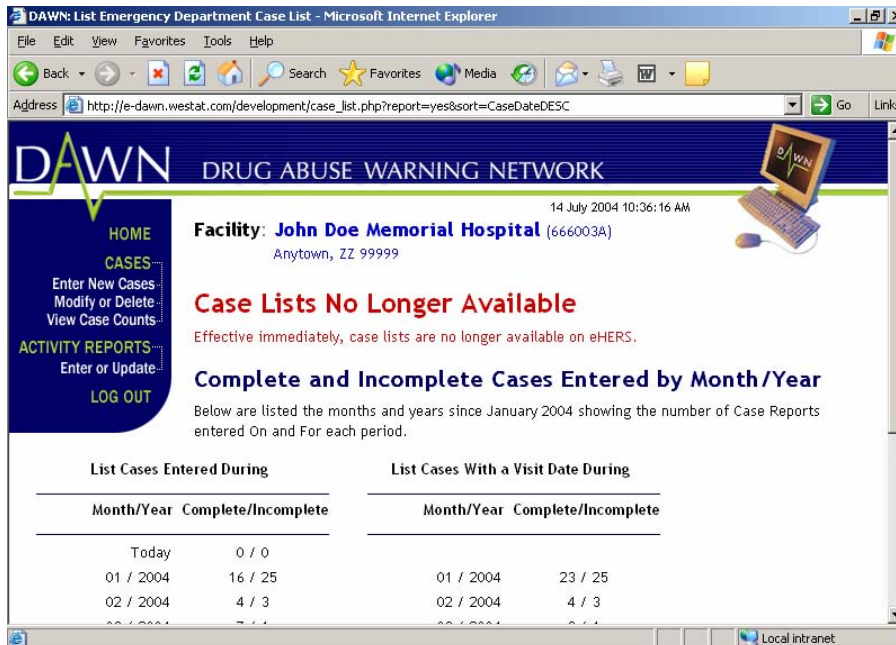 DAWN: List Emergency Department Case List - Microsoft Internet Explorer
File Edit View Favorites Tools Help
Back Search Favorites Media
Address http://e-dawn.westat.com/development/case_list.php?report=yes&sort=CaseDateDESC Go Links
DAWN DRUG ABUSE WARNING NETWORK
DAWN
14 July 2004 10:36:16 AM
HOME
CASES
Enter New Cases
Modify or Delete
View Case Counts
ACTIVITY REPORTS
Enter or Update
LOG OUT
Facility: John Doe Memorial Hospital (666003A)
Anytown, ZZ 99999
Case Lists No Longer Available
Effective immediately, case lists are no longer available on eHERS.
Complete and Incomplete Cases Entered by Month/Year
Below are listed the months and years since January 2004 showing the number of Case Reports
entered On and For each period.
List Cases Entered During List Cases With a Visit Date During
Month/Year Complete/Incomplete Month/Year Complete/Incomplete
Today 0 / 0
01 / 2004 16 / 25 01 / 2004 23 / 25
02 / 2004 4 / 3 02 / 2004 4 / 3
Local intranet